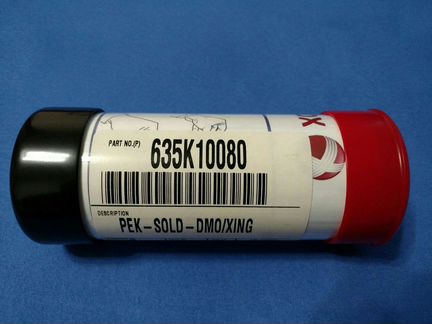 PART NO.(P) 635K10080
DESCRIPTION
PEK-SOLD-DMO/XING
X